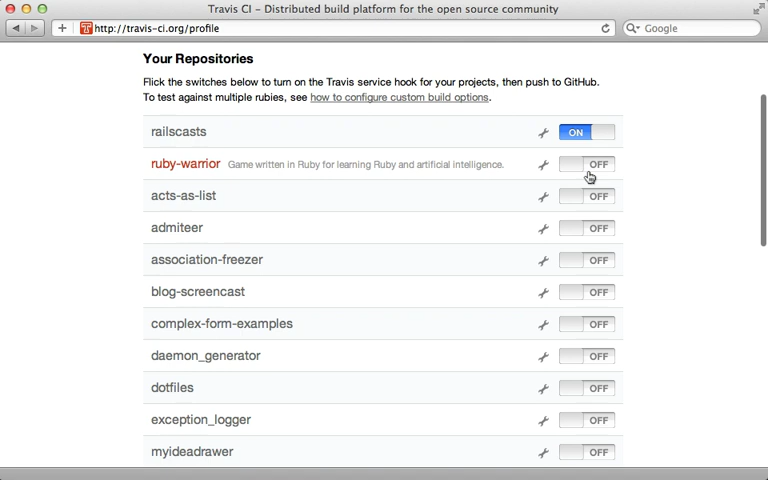 Travis CI – Distributed build platform for the open source community
http://travis-ci.org/profile
Google
Your Repositories
Flick the switches below to turn on the Travis service hook for your projects, then push to GitHub.
To test against multiple rubies, see how to configure custom build options.
railscasts ON
ruby-warrior Game written in Ruby for learning Ruby and artificial intelligence. OFF
acts-as-list OFF
admiteer OFF
association-freezer OFF
blog-screencast OFF
complex-form-examples OFF
daemon_generator OFF
dotfiles OFF
exception_logger OFF
myideadrawer OFF